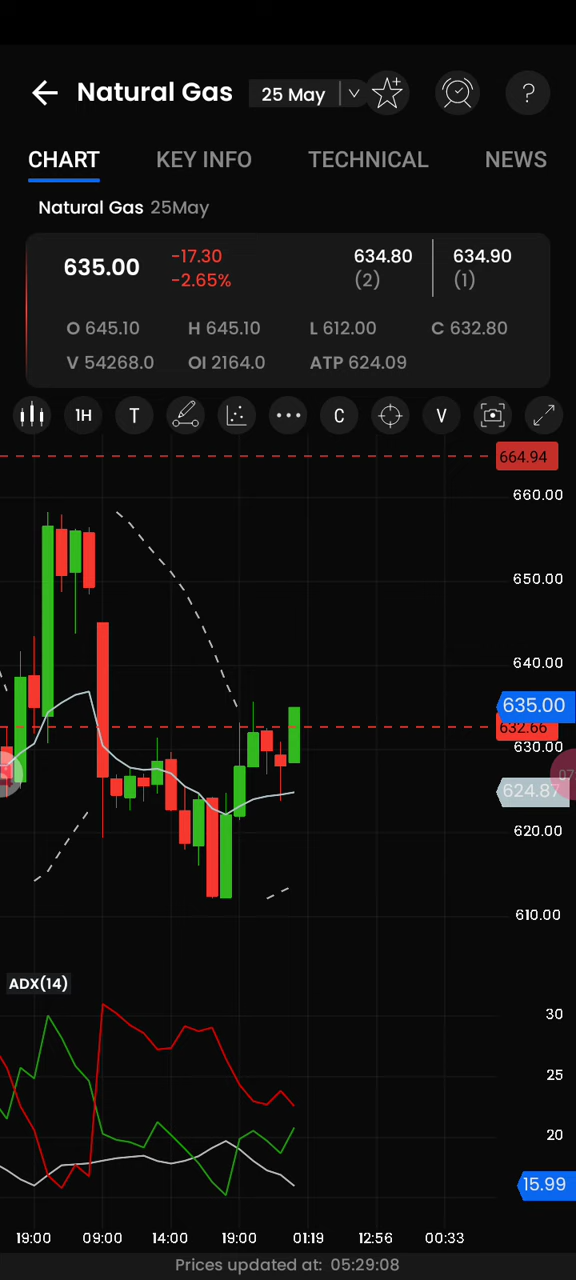 Natural Gas 25 May
CHART KEY INFO TECHNICAL NEWS
Natural Gas 25May
635.00 -17.30 634.80 634.90
-2.65% (2) (1)
O 645.10 H 645.10 L 612.00 C 632.80
V 54268.0 OI 2164.0 ATP 624.09
1H T C V
664.94
660.00
650.00
640.00
635.00
632.66
630.00
624.87
07
620.00
610.00
ADX(14)
30
25
20
15.99
19:00 09:00 14:00 19:00 01:19 12:56 00:33
Prices updated at: 05:29:08